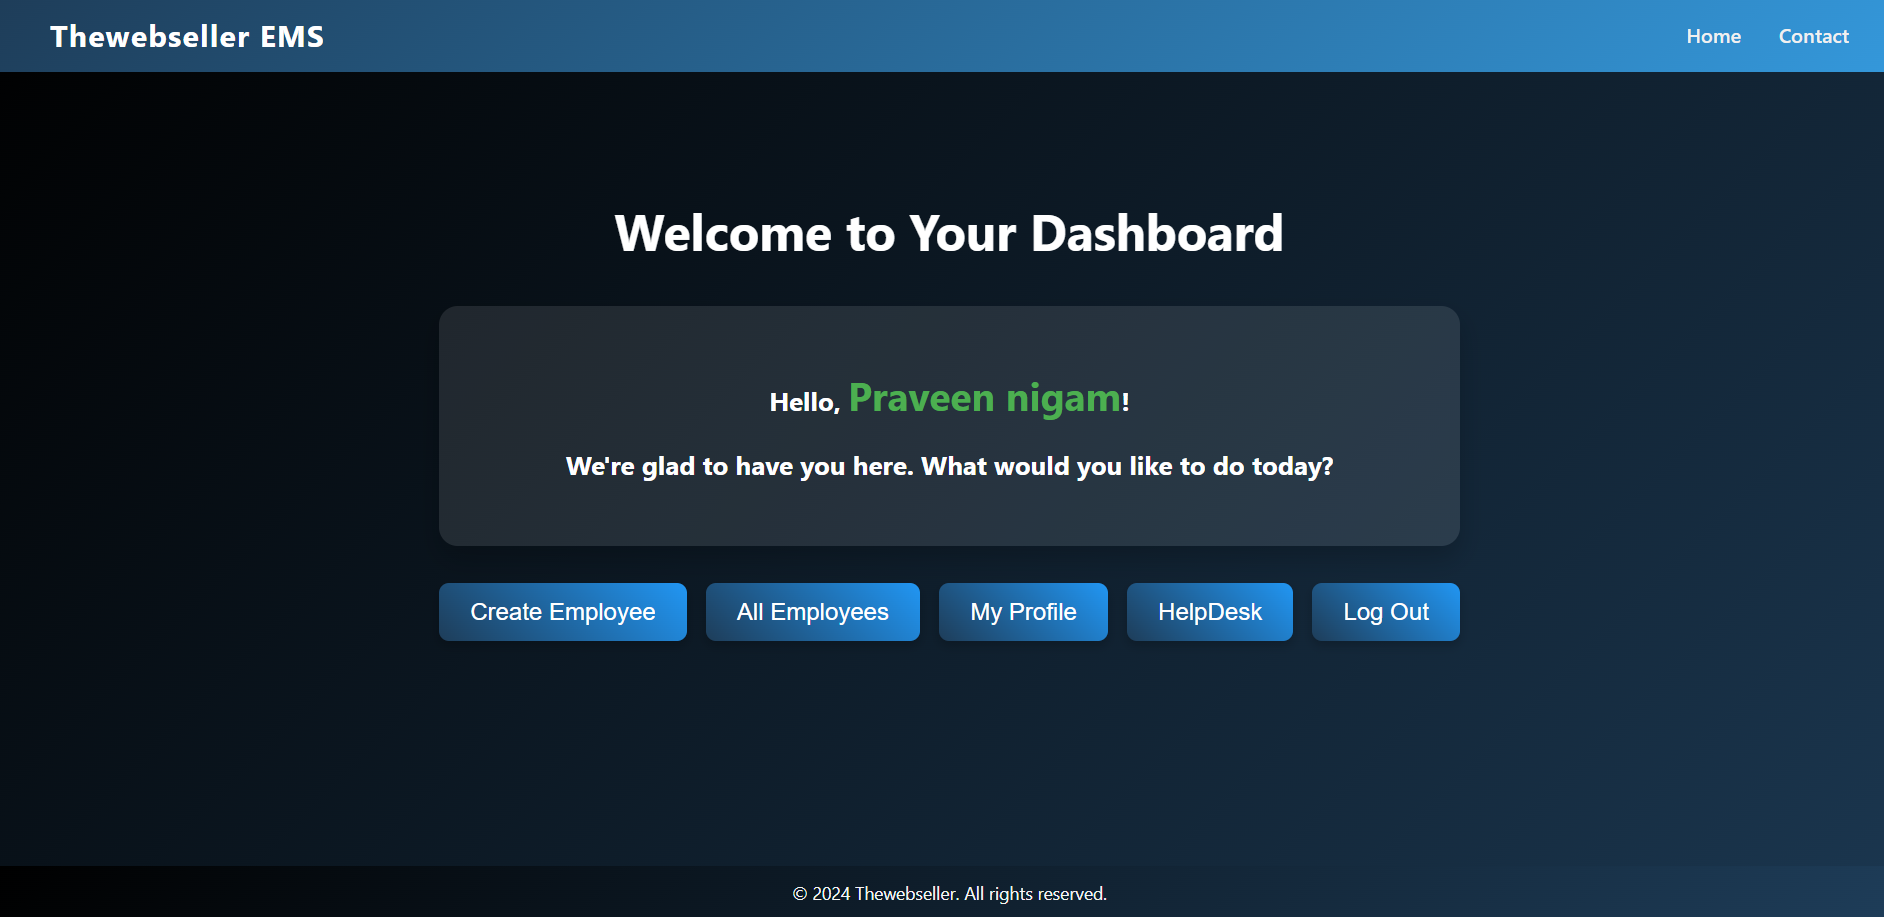 Thewebseller EMS
Home Contact
Welcome to Your Dashboard
Hello, Praveen nigam!
We're glad to have you here. What would you like to do today?
Create Employee All Employees My Profile HelpDesk Log Out
© 2024 Thewebseller. All rights reserved.